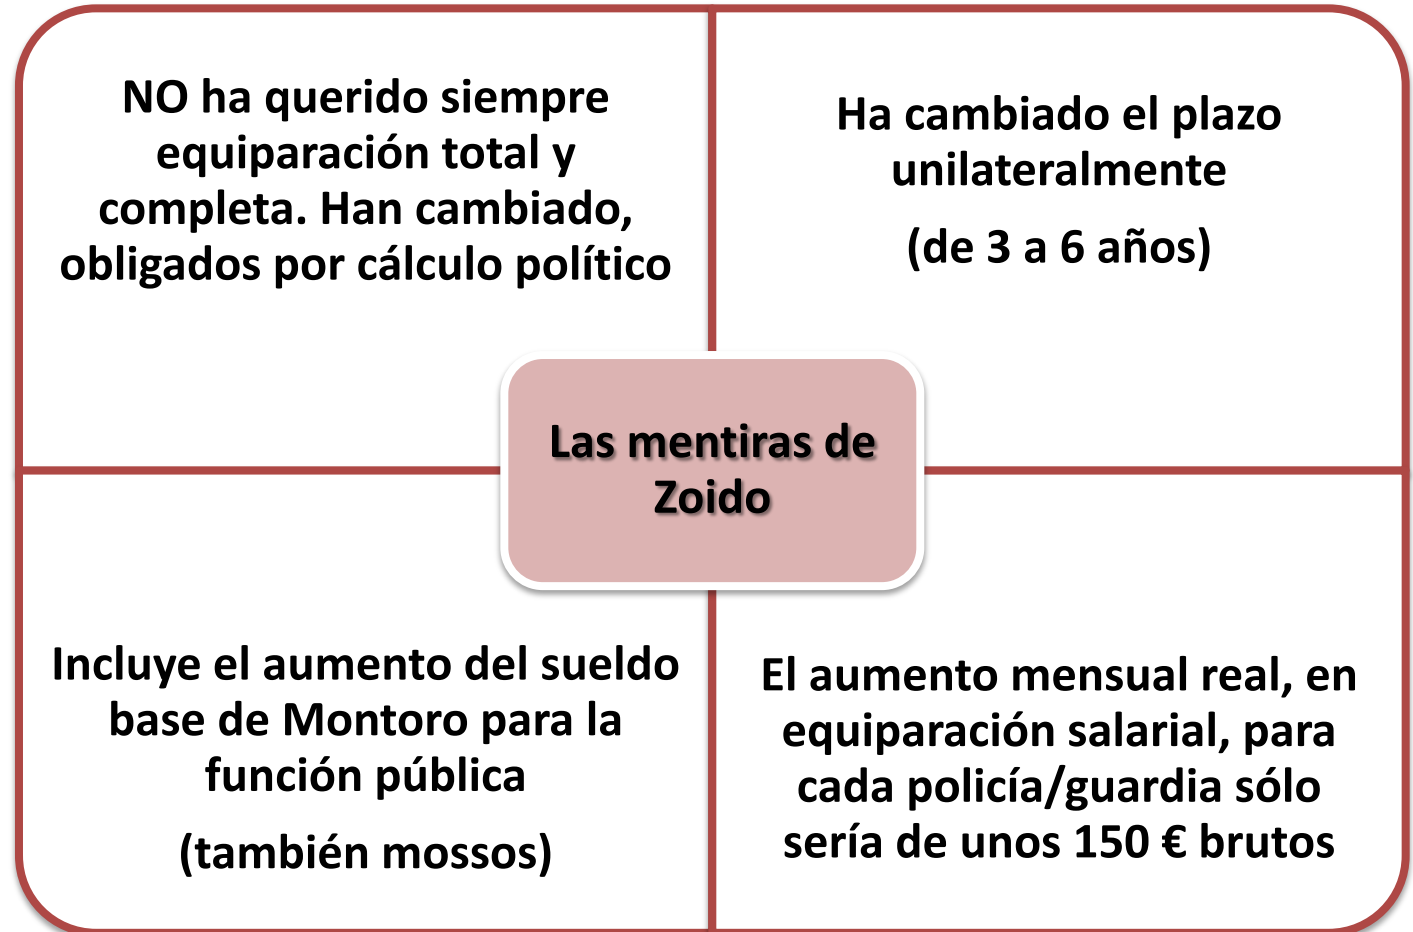 NO ha querido siempre
equiparación total y
completa. Han cambiado,
obligados por cálculo político
Ha cambiado el plazo
unilateralmente
(de 3 a 6 años)
Las mentiras de
Zoido
Incluye el aumento del sueldo
base de Montoro para la
función pública
(también mossos)
El aumento mensual real, en
equiparación salarial, para
cada policía/guardia sólo
sería de unos 150 € brutos